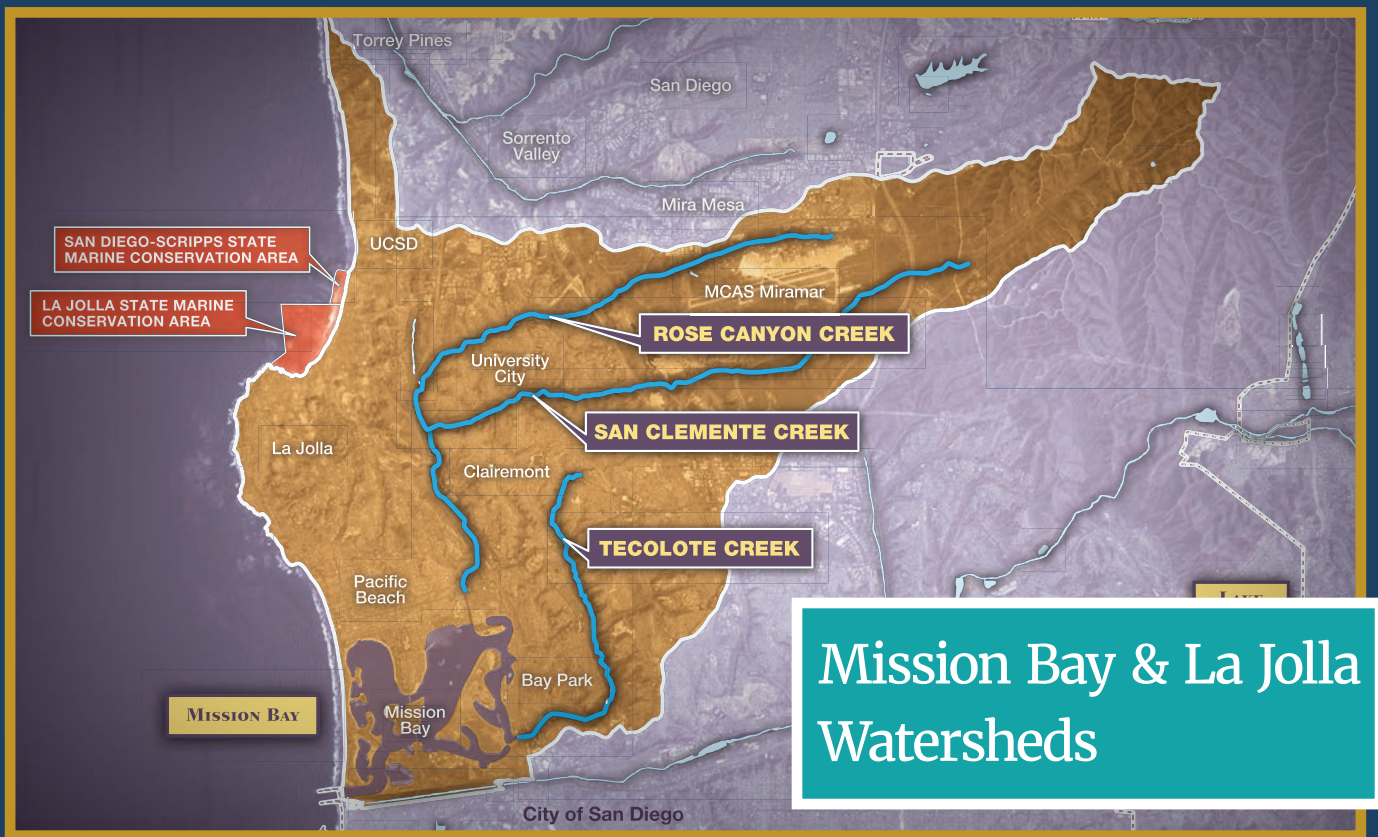 Torrey Pines
San Diego
Sorrento
Valley
Mira Mesa
UCSD
SAN DIEGO-SCRIPPS STATE
MARINE CONSERVATION AREA
LA JOLLA STATE MARINE
CONSERVATION AREA
MCAS Miramar
ROSE CANYON CREEK
University
City
SAN CLEMENTE CREEK
La Jolla
Clairemont
TECOLOTE CREEK
Pacific
Beach
Bay Park
Mission
Bay
MISSION BAY
City of San Diego
Mission Bay & La Jolla
Watersheds